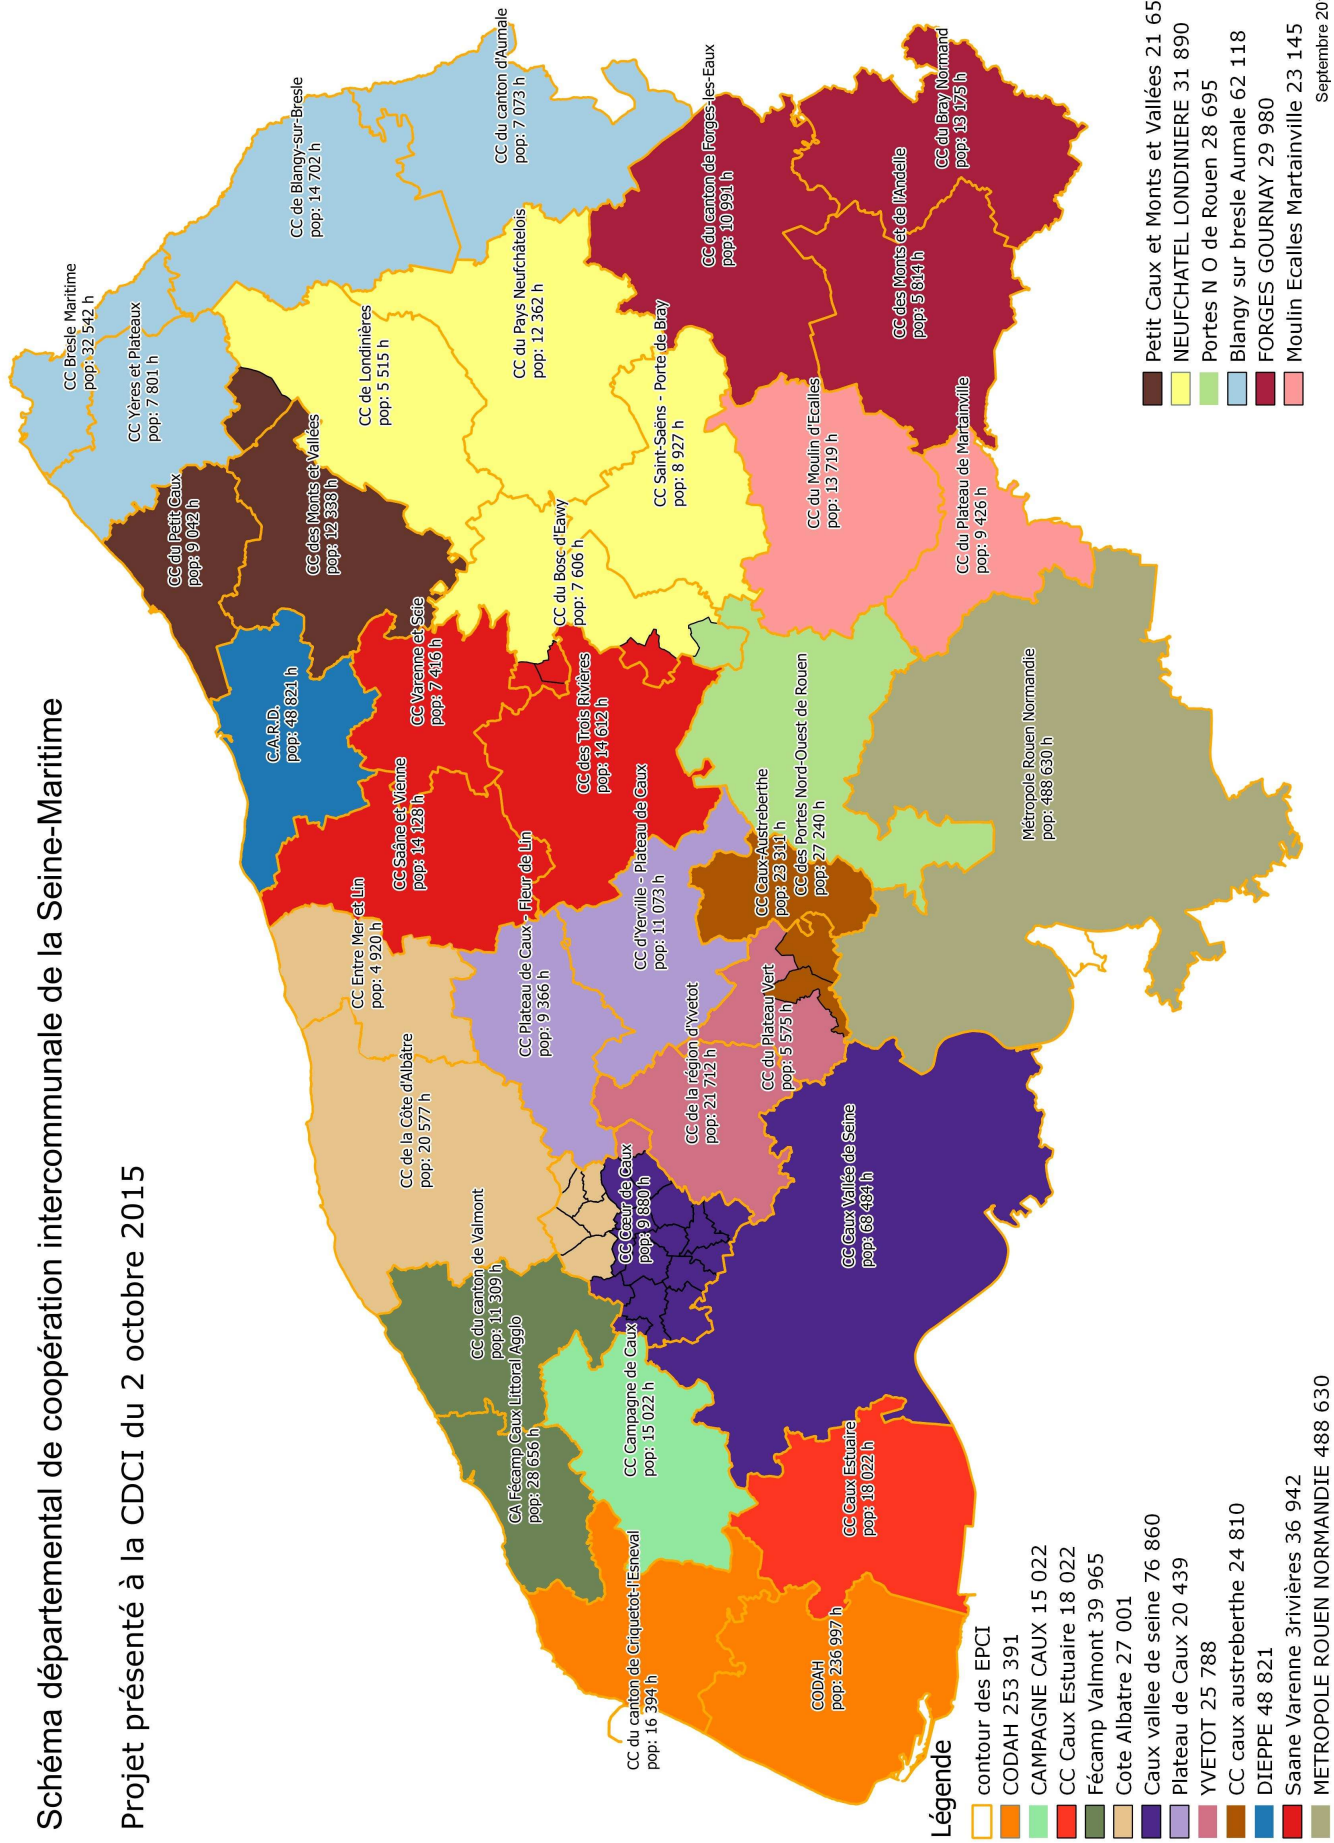 Schéma départemental de coopération intercommunale de la Seine-Maritime
Projet présenté à la CDCI du 2 octobre 2015
CC Bresle Maritime
pop: 32 542 h
CC Yères et Plateaux
pop: 7 801 h
CC de Blangy-sur-Bresle
pop: 14 702 h
CC du canton d'Aumale
pop: 7 073 h
CC du Petit Caux
pop: 9 042 h
CC des Monts et Vallées
pop: 12 338 h
CC de Londinières
pop: 5 515 h
CC du Pays Neufchâtelois
pop: 12 362 h
CC du canton de Forges-les-Eaux
pop: 10 991 h
CC du Bray Normand
pop: 13 175 h
CC des Monts et de l'Andelle
pop: 5 814 h
CC Saint-Saëns - Porte de Bray
pop: 8 927 h
CC du Bosc d'Eawy
pop: 7 606 h
CC du Moulin d'Ecalles
pop: 13 719 h
CC du Plateau de Martainville
pop: 9 426 h
C.A.R.D.
pop: 48 821 h
CC Varenne et Scie
pop: 7 416 h
CC Saâne et Vienne
pop: 14 128 h
CC des Trois Rivières
pop: 14 612 h
CC Entre Mer et Lin
pop: 4 920 h
CC Plateau de Caux - Fleur de Lin
pop: 9 366 h
CC d'Yerville - Plateau de Caux
pop: 11 073 h
CC Caux-Austreberthe
pop: 23 311 h
CC des Portes Nord-Ouest de Rouen
pop: 27 240 h
Métropole Rouen Normandie
pop: 488 630 h
CC de la Côte d'Albâtre
pop: 20 577 h
CC de la région d'Yvetot
pop: 21 712 h
CC du Plateau Vert
pop: 5 575 h
CC du canton de Valmont
pop: 11 309 h
CA Fécamp Caux Littoral Agglo
pop: 28 656 h
CC Cœur de Caux
pop: 9 880 h
CC Campagne de Caux
pop: 15 022 h
CC Caux Vallée de Seine
pop: 68 484 h
CC Caux Estuaire
pop: 18 022 h
CC du canton de Criquetot-l'Esneval
pop: 16 394 h
CODAH
pop: 236 997 h
Légende
contour des EPCI
CODAH 253 391
CAMPAGNE CAUX 15 022
CC Caux Estuaire 18 022
Fécamp Valmont 39 965
Cote Albatre 27 001
Caux vallee de seine 76 860
Plateau de Caux 20 439
YVETOT 25 788
CC caux austreberthe 24 810
DIEPPE 48 821
Saane Varenne 3rivières 36 942
METROPOLE ROUEN NORMANDIE 488 630
Petit Caux et Monts et Vallées 21 65
NEUFCHATEL LONDINIERE 31 890
Portes N O de Rouen 28 695
Blangy sur bresle Aumale 62 118
FORGES GOURNAY 29 980
Moulin Ecalles Martainville 23 145
Septembre 20